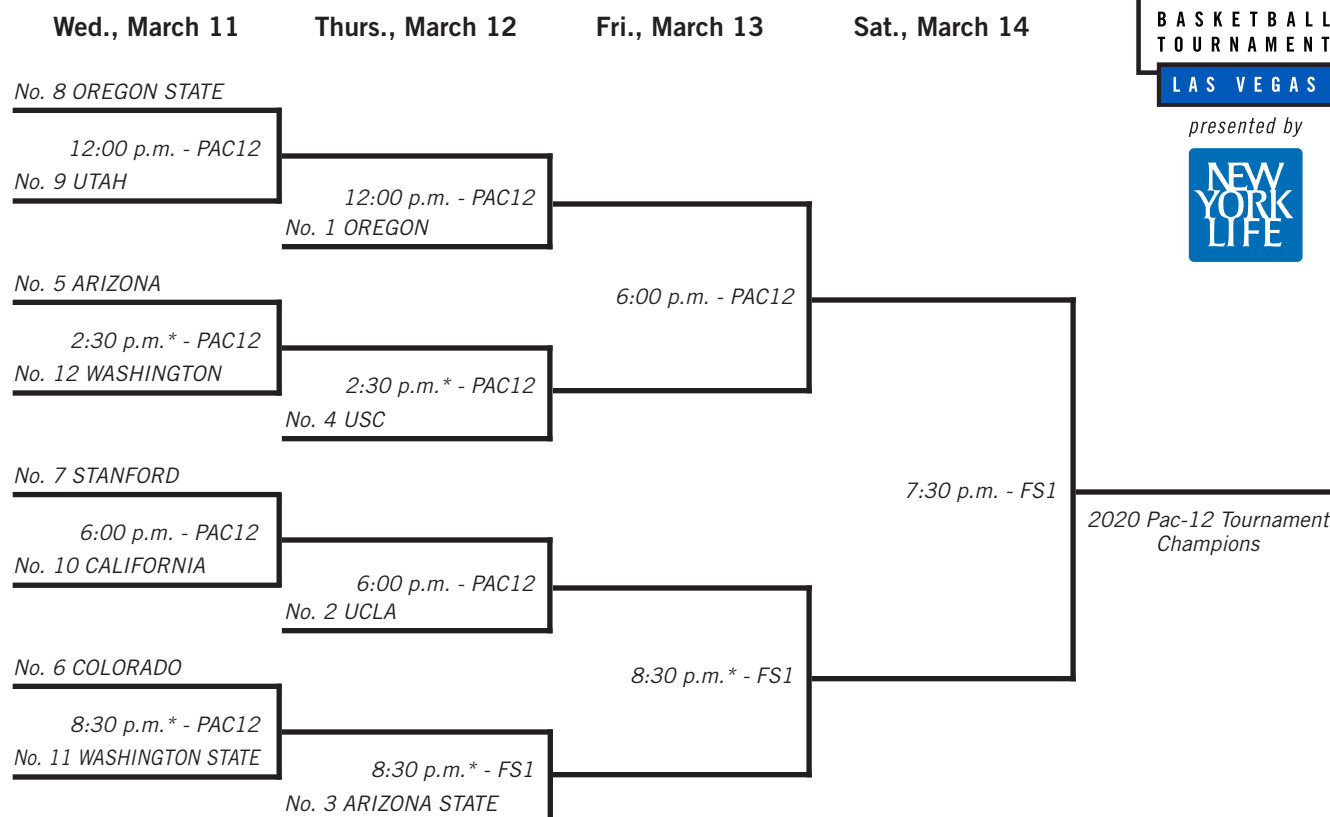 Wed., March 11
Thurs., March 12
Fri., March 13
Sat., March 14
BASKETBALL
TOURNAMENT
LAS VEGAS
presented by
NEW
YORK
LIFE
No. 8 OREGON STATE
12:00 p.m. - PAC12
No. 9 UTAH
12:00 p.m. - PAC12
No. 1 OREGON
No. 5 ARIZONA
2:30 p.m.* - PAC12
No. 12 WASHINGTON
2:30 p.m.* - PAC12
No. 4 USC
6:00 p.m. - PAC12
No. 7 STANFORD
6:00 p.m. - PAC12
No. 10 CALIFORNIA
6:00 p.m. - PAC12
No. 2 UCLA
No. 6 COLORADO
8:30 p.m.* - PAC12
No. 11 WASHINGTON STATE
8:30 p.m.* - FS1
No. 3 ARIZONA STATE
8:30 p.m.* - FS1
7:30 p.m. - FS1
2020 Pac-12 Tournament
Champions